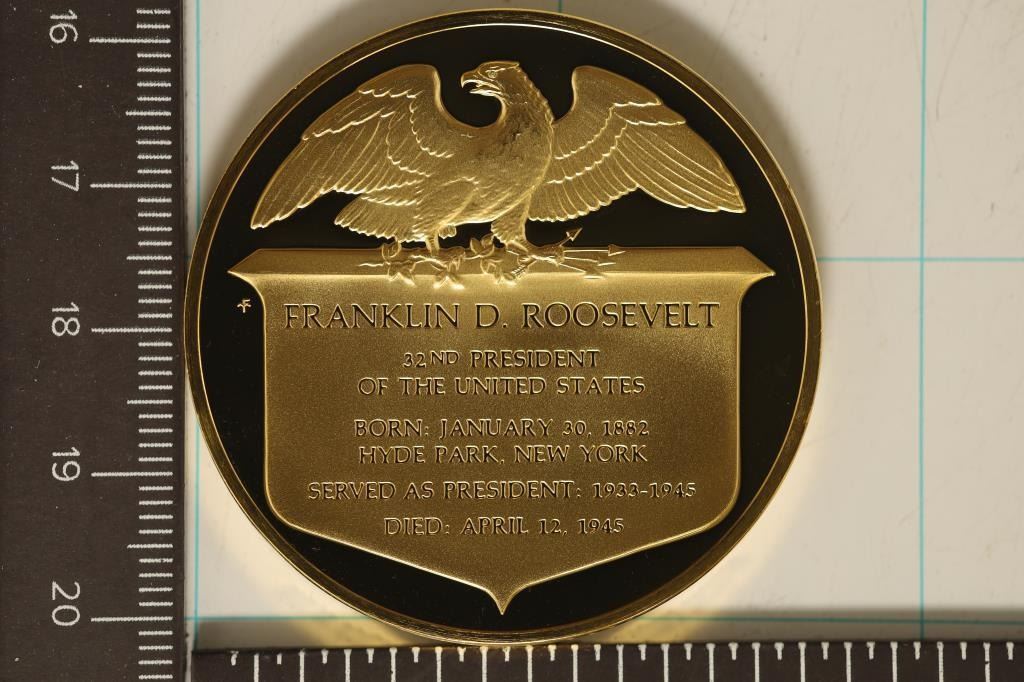 16
17
18
19
20
FRANKLIN D. ROOSEVELT
32ND PRESIDENT
OF THE UNITED STATES
BORN: JANUARY 30, 1882
HYDE PARK, NEW YORK
SERVED AS PRESIDENT: 1933-1945
DIED: APRIL 12, 1945